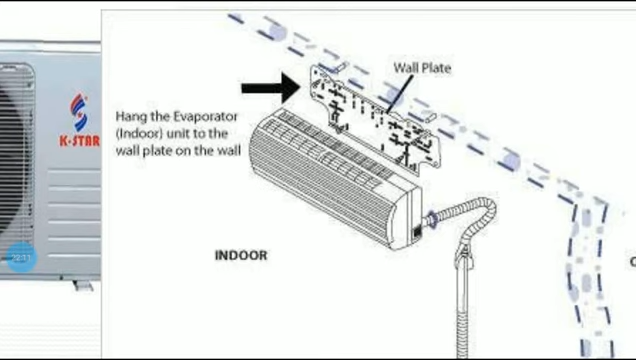 Wall Plate
Hang the Evaporator
(Indoor) unit to the
wall plate on the wall
K-STAR
INDOOR